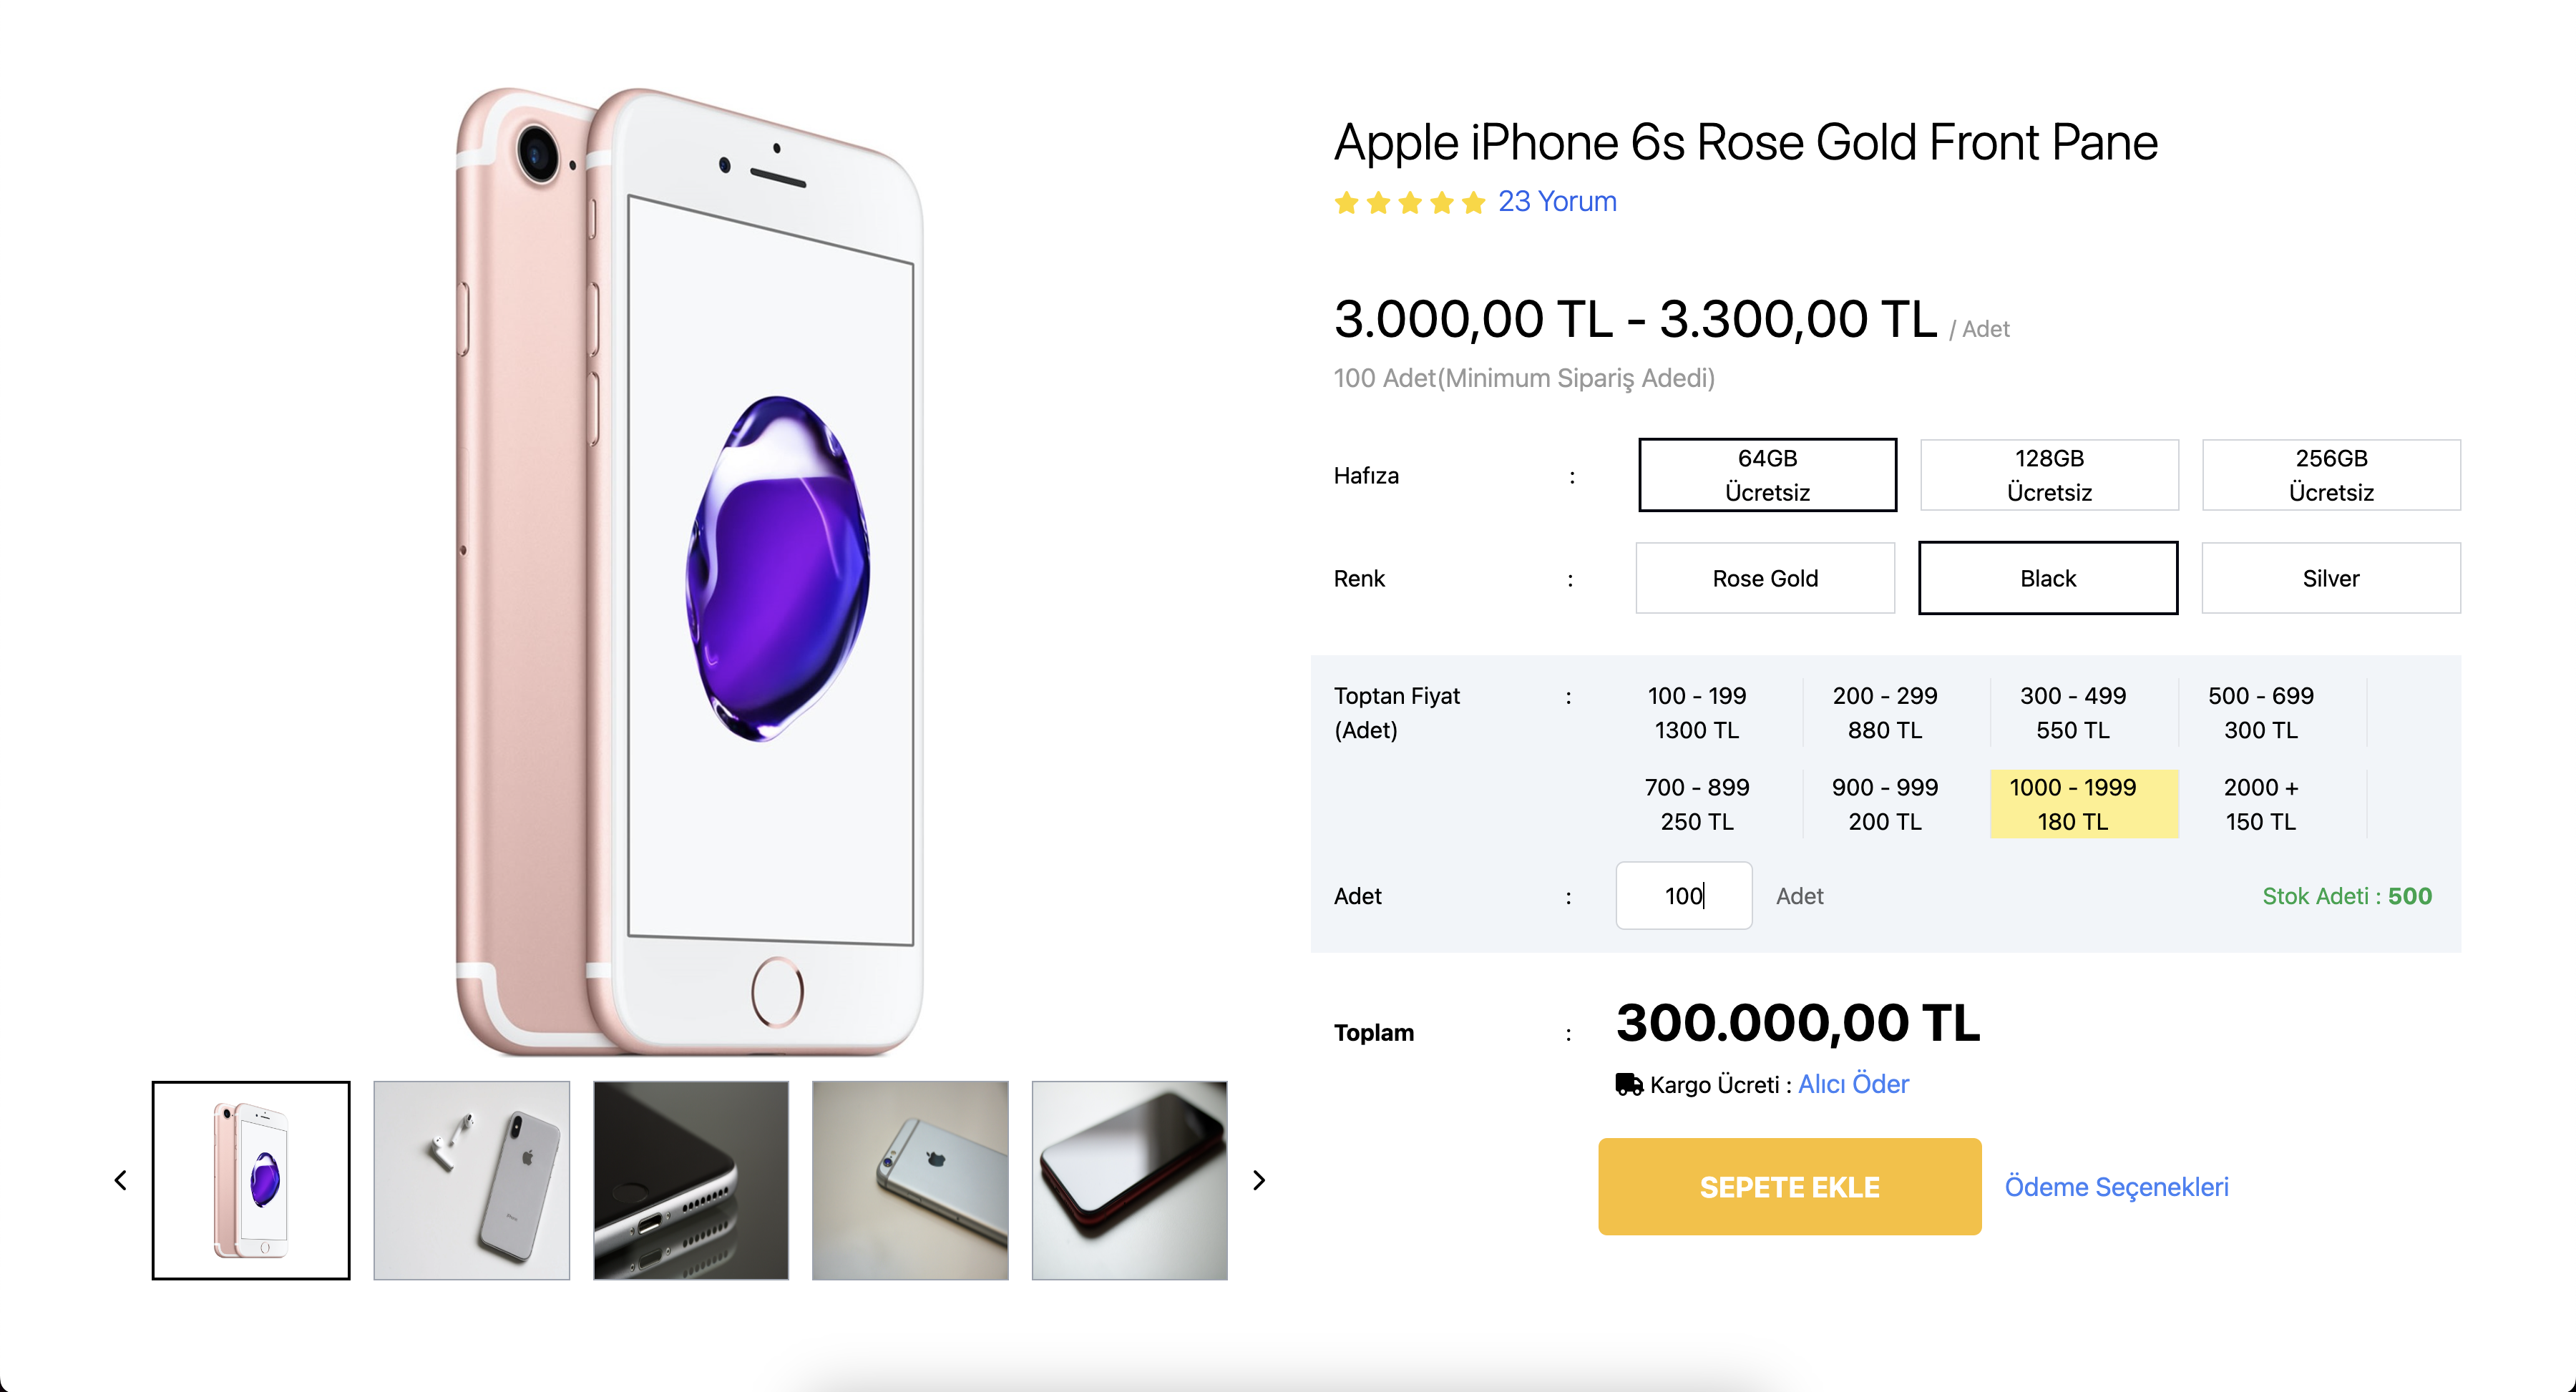 Apple iPhone 6s Rose Gold Front Pane
23 Yorum
3.000,00 TL - 3.300,00 TL / Adet
100 Adet(Minimum Sipariş Adedi)
Hafıza :
64GB
Ücretsiz
128GB
Ücretsiz
256GB
Ücretsiz
Renk : Rose Gold Black Silver
Toptan Fiyat
(Adet)
:
100 - 199
1300 TL
200 - 299
880 TL
300 - 499
550 TL
500 - 699
300 TL
700 - 899
250 TL
900 - 999
200 TL
1000 - 1999
180 TL
2000 +
150 TL
Adet : 100 Adet Stok Adeti : 500
Toplam : 300.000,00 TL
Kargo Ücreti : Alıcı Öder
SEPETE EKLE Ödeme Seçenekleri